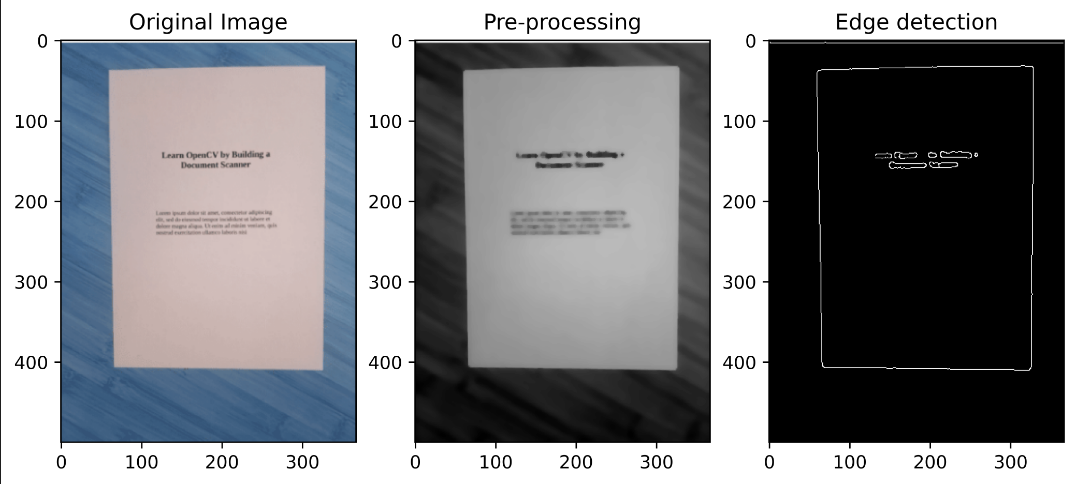 Original Image
0
100
200
300
400
0 100 200 300
Learn OpenCV by Building a
Document Scanner
Lorem ipsum dolor sit amet, consectetur adipiscing
elit, sed do eiusmod tempor incididunt ut labore et
dolore magna aliqua. Ut enim ad minim veniam, quis
nostrud exercitation ullamco laboris nisi
Pre-processing
0
100
200
300
400
0 100 200 300
Edge detection
0
100
200
300
400
0 100 200 300